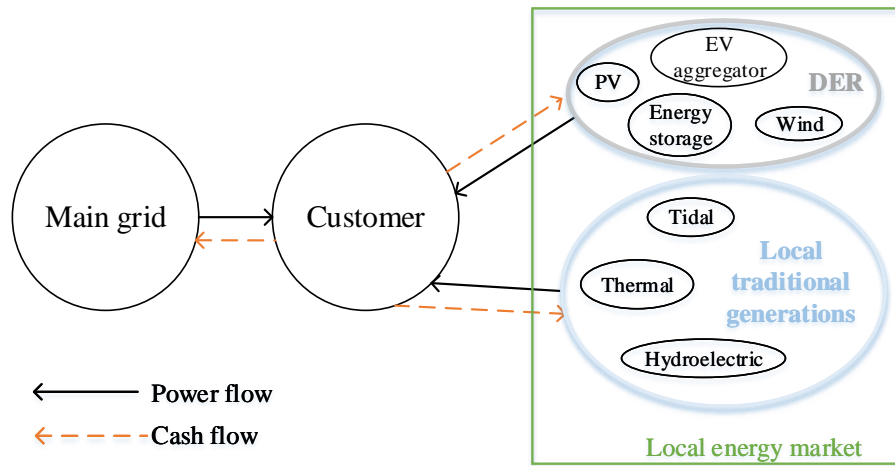 EV
aggregator
PV
DER
Energy
storage
Wind
Main grid
Customer
Tidal
Local
traditional
generations
Thermal
Hydroelectric
Power flow
Cash flow
Local energy market